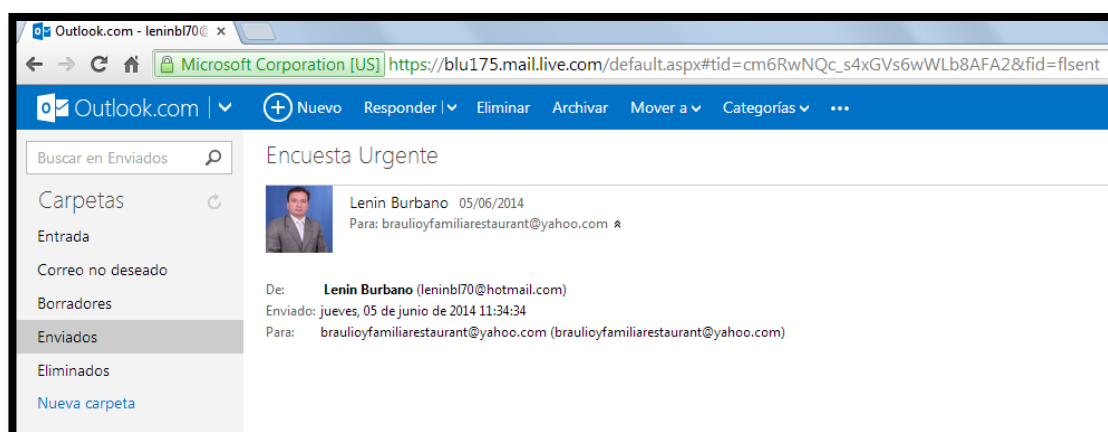 Outlook.com - leninbl70@
Microsoft Corporation [US] https://blu175.mail.live.com/default.aspx#tid=cm6RwNQc_s4xGVs6wWLb8AFA2&fid=flsent
Outlook.com Nuevo Responder Eliminar Archivar Mover a Categorías •••
Buscar en Enviados
Encuesta Urgente
Carpetas
Entrada
Correo no deseado
Borradores
Enviados
Eliminados
Nueva carpeta
Lenin Burbano 05/06/2014
Para: braulioyfamiliarestaurant@yahoo.com
De: Lenin Burbano (leninbl70@hotmail.com)
Enviado: jueves, 05 de junio de 2014 11:34:34
Para: braulioyfamiliarestaurant@yahoo.com (braulioyfamiliarestaurant@yahoo.com)